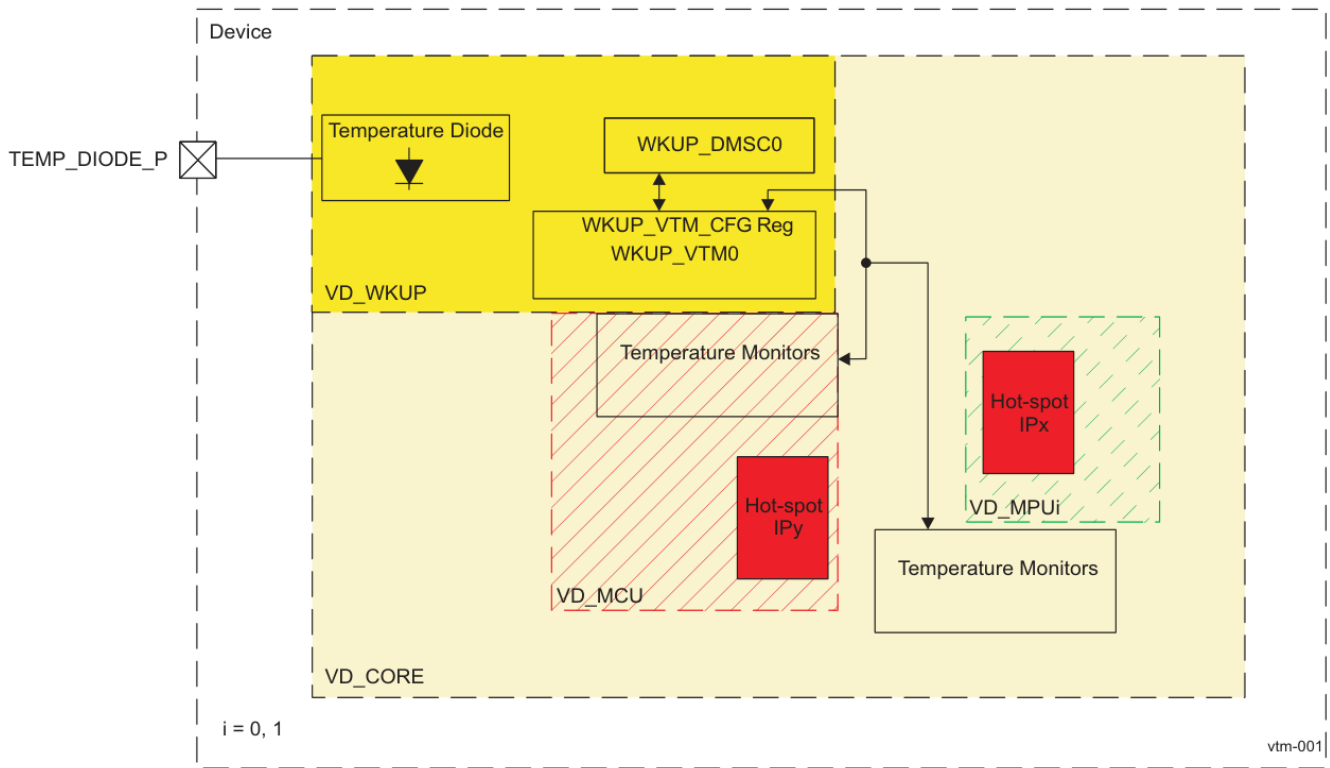 Device
Temperature Diode
TEMP_DIODE_P
WKUP_DMSC0
WKUP_VTM_CFG Reg
WKUP_VTM0
VD_WKUP
Temperature Monitors
Hot-spot
IPx
VD_MPUi
Hot-spot
IPy
Temperature Monitors
VD_MCU
VD_CORE
i = 0, 1
vtm-001